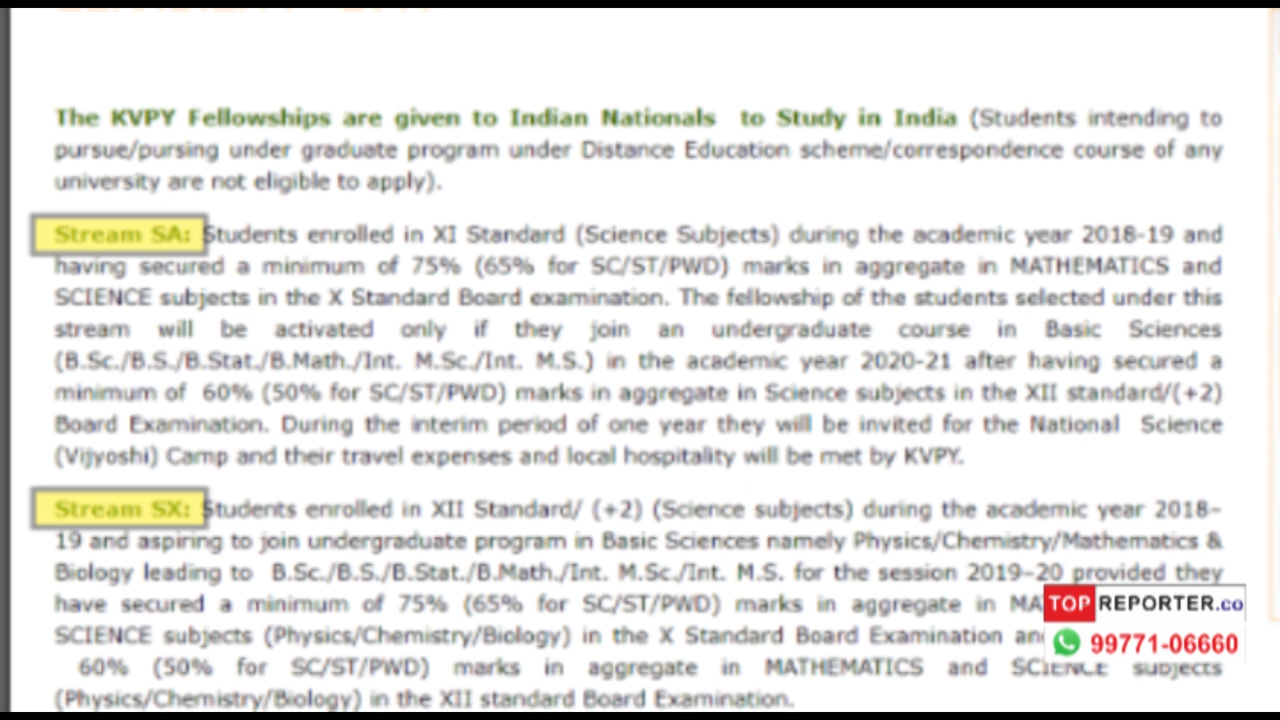 The KVPY Fellowships are given to Indian Nationals to Study in India (Students intending to
pursue/pursing under graduate program under Distance Education scheme/correspondence course of any
university are not eligible to apply).
Stream SA: Students enrolled in XI Standard (Science Subjects) during the academic year 2018-19 and
having secured a minimum of 75% (65% for SC/ST/PWD) marks in aggregate in MATHEMATICS and
SCIENCE subjects in the X Standard Board examination. The fellowship of the students selected under this
stream will be activated only if they join an undergraduate course in Basic Sciences
(B.Sc./B.S./B.Stat./B.Math./Int. M.Sc./Int. M.S.) in the academic year 2020-21 after having secured a
minimum of 60% (50% for SC/ST/PWD) marks in aggregate in Science subjects in the XII standard/(+2)
Board Examination. During the interim period of one year they will be invited for the National Science
(Vijyoshi) Camp and their travel expenses and local hospitality will be met by KVPY.
Stream SX: Students enrolled in XII Standard/ (+2) (Science subjects) during the academic year 2018-
19 and aspiring to join undergraduate program in Basic Sciences namely Physics/Chemistry/Mathematics &
Biology leading to B.Sc./B.S./B.Stat./B.Math./Int. M.Sc./Int. M.S. for the session 2019-20 provided they
have secured a minimum of 75% (65% for SC/ST/PWD) marks in aggregate in MA
SCIENCE subjects (Physics/Chemistry/Biology) in the X Standard Board Examination an
60% (50% for SC/ST/PWD) marks in aggregate in MATHEMATICS and SCIENCE subjects
(Physics/Chemistry/Biology) in the XII standard Board Examination.
TOP REPORTER.co
99771-06660